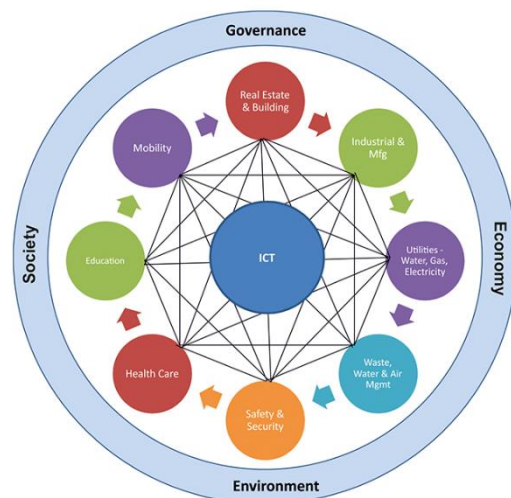 Governance
Real Estate
& Building
Mobility
Industrial &
Mfg
Society
Economy
Education
ICT
Utilities -
Water, Gas,
Electricity
Health Care
Waste,
Water & Air
Mgmt
Safety &
Security
Environment